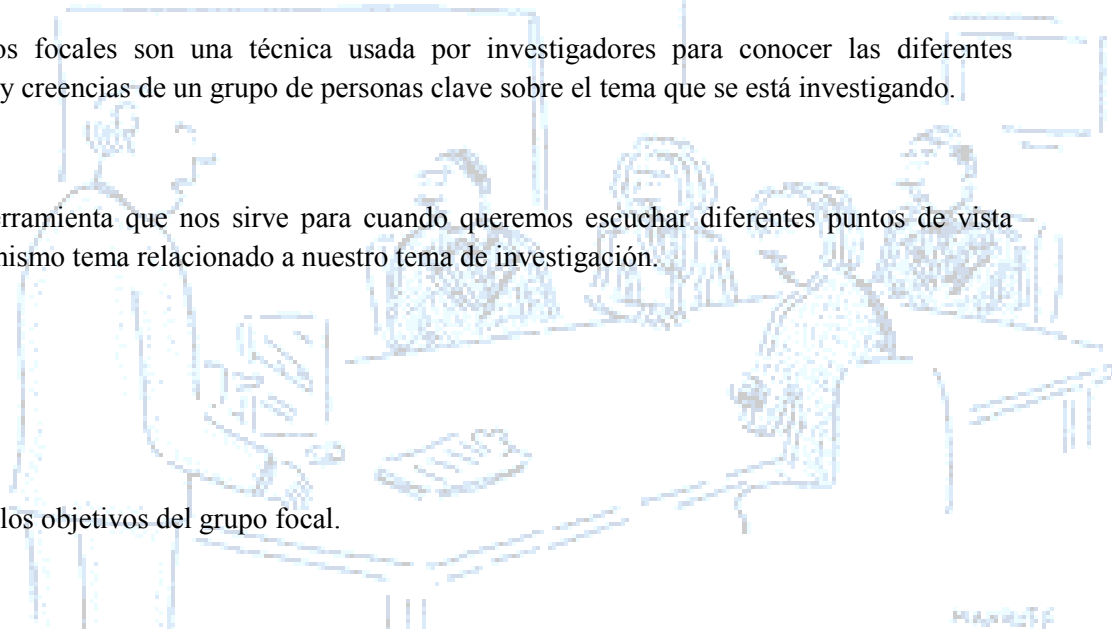 os focales son una técnica usada por investigadores para conocer las diferentes
y creencias de un grupo de personas clave sobre el tema que se está investigando.
erramienta que nos sirve para cuando queremos escuchar diferentes puntos de vista
nismo tema relacionado a nuestro tema de investigación.
los objetivos del grupo focal.